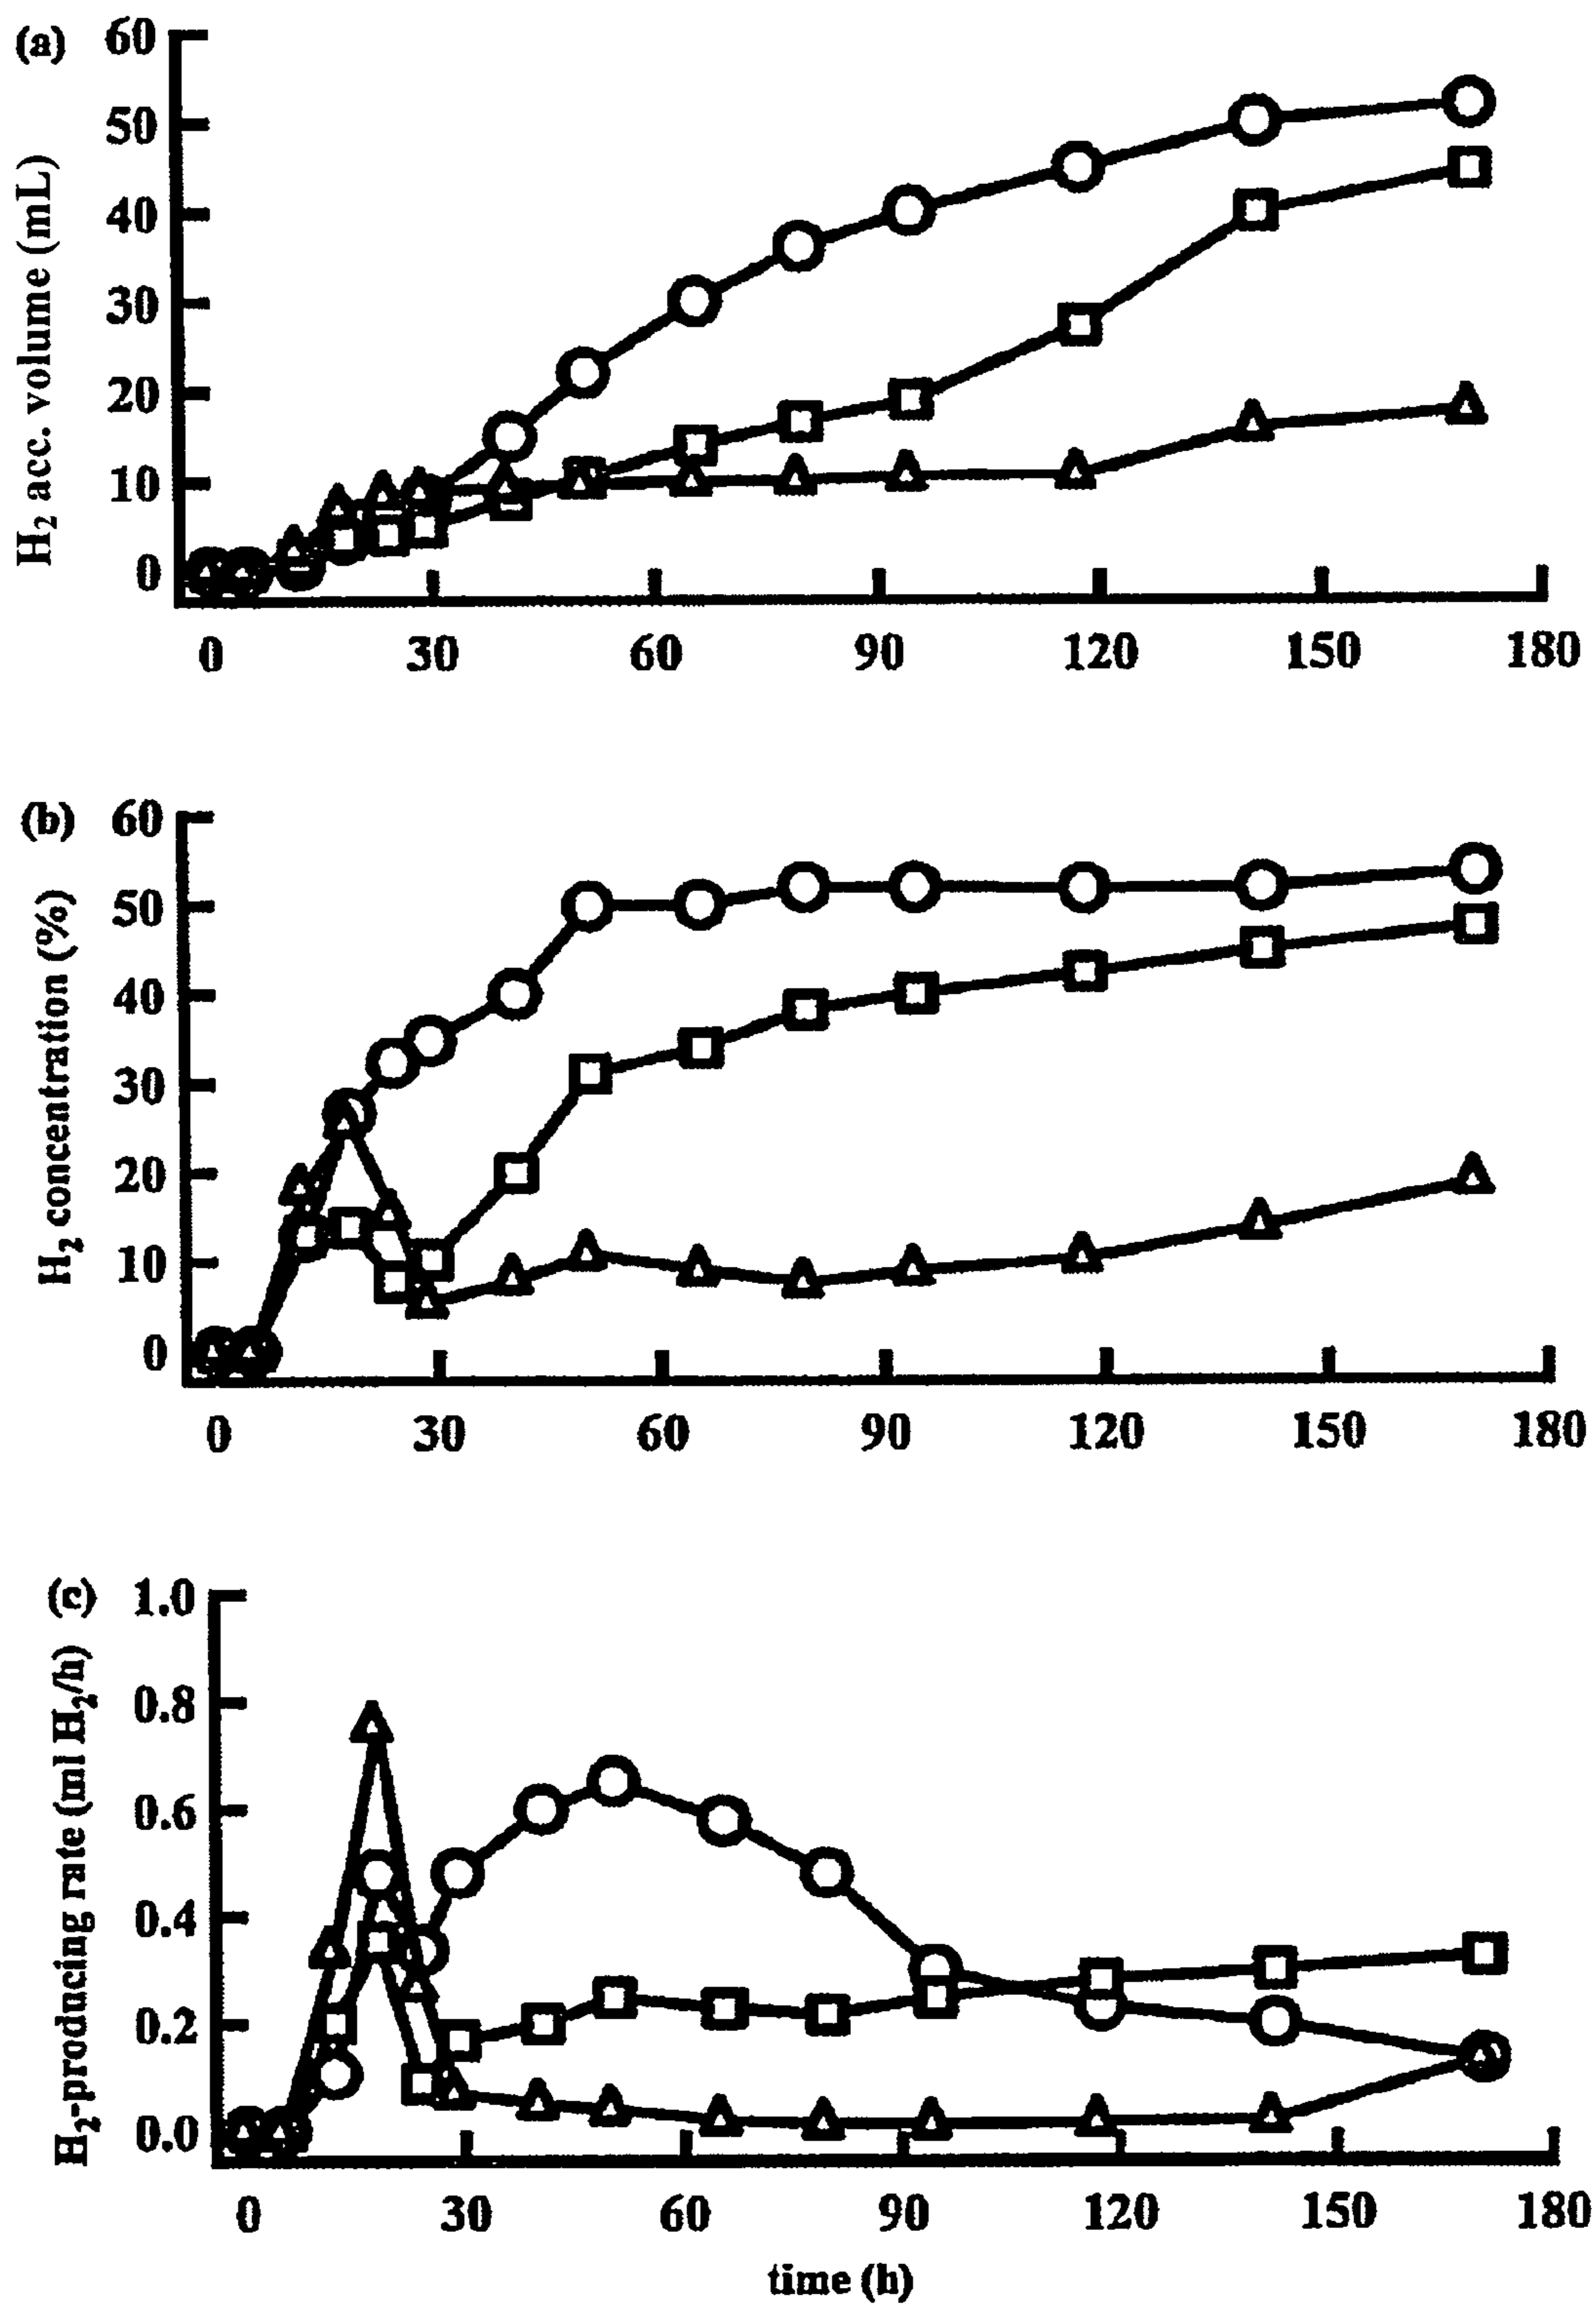 (a)
H2 acc. volume (mL)
60
50
40
30
20
10
0
0 30 60 90 120 150 180
(b)
H2 concentration (%)
60
50
40
30
20
10
0
0 30 60 90 120 150 180
(c)
H2-producing rate (ml H2/h)
1.0
0.8
0.6
0.4
0.2
0.0
0 30 60 90 120 150 180
time (h)